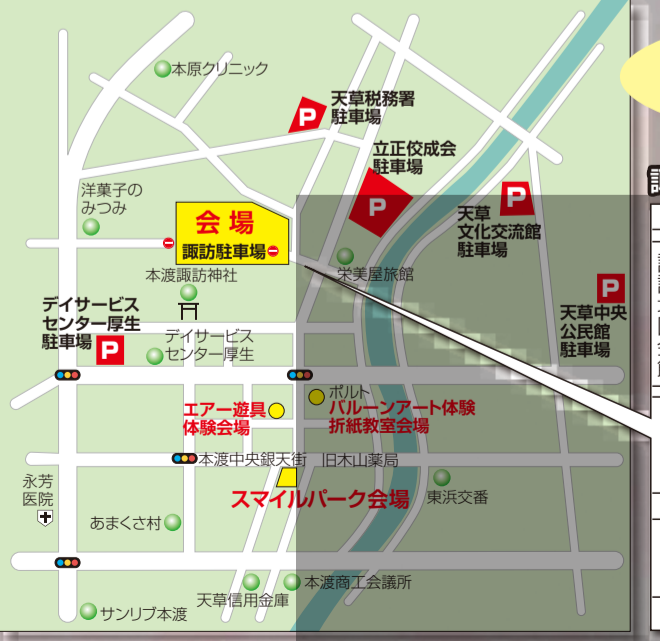 本原クリニック
P
天草税務署
駐車場
立正佼成会
駐車場
P
洋菓子の
みつみ
会場
諏訪駐車場
P
天草
文化交流館
駐車場
本渡諏訪神社
栄美屋旅館
デイサービス
センター厚生
駐車場
P
デイサービス
センター厚生
P
天草中央
公民館
駐車場
エアー遊具
体験会場
ポルト
バルーンアート体験
折紙教室会場
本渡中央銀天街
旧木山薬局
スマイルパーク会場
永芳
医院
東浜交番
あまくさ村
本渡商工会議所
天草信用金庫
サンリブ本渡